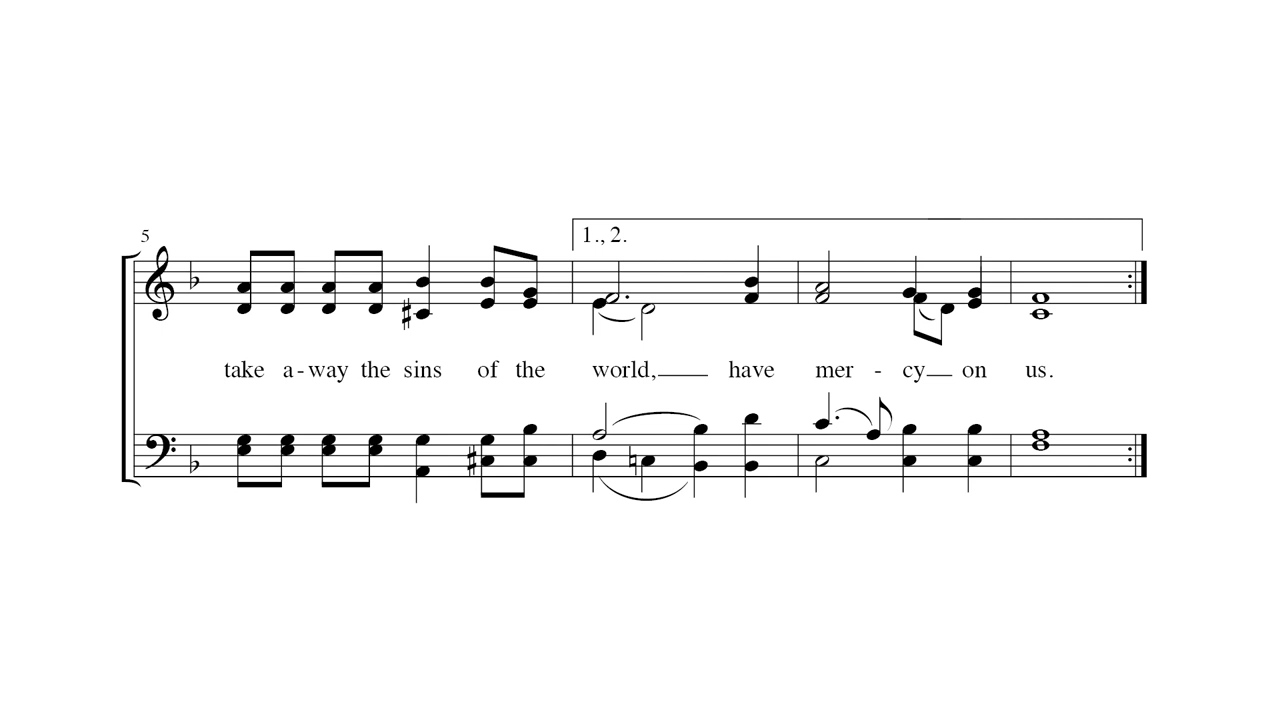 5
1., 2.
take a - way the sins of the world, have mer - cy on us.